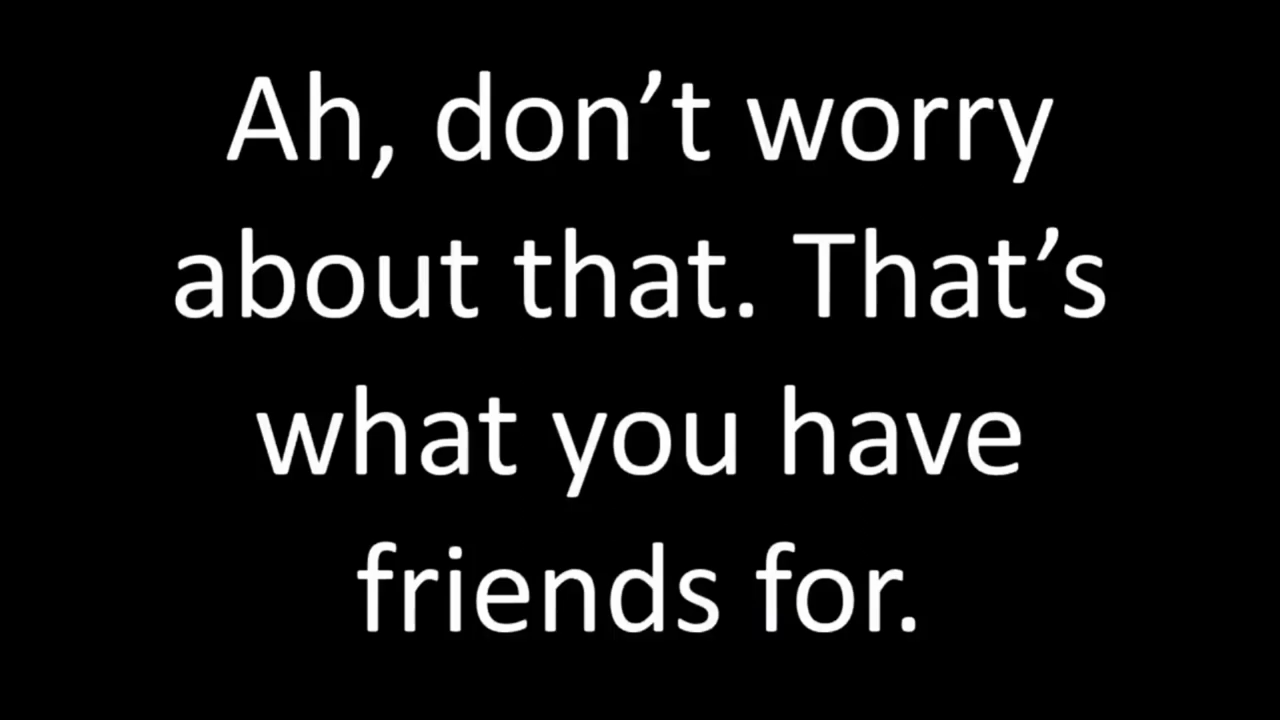 Ah, don’t worry
about that. That’s
what you have
friends for.